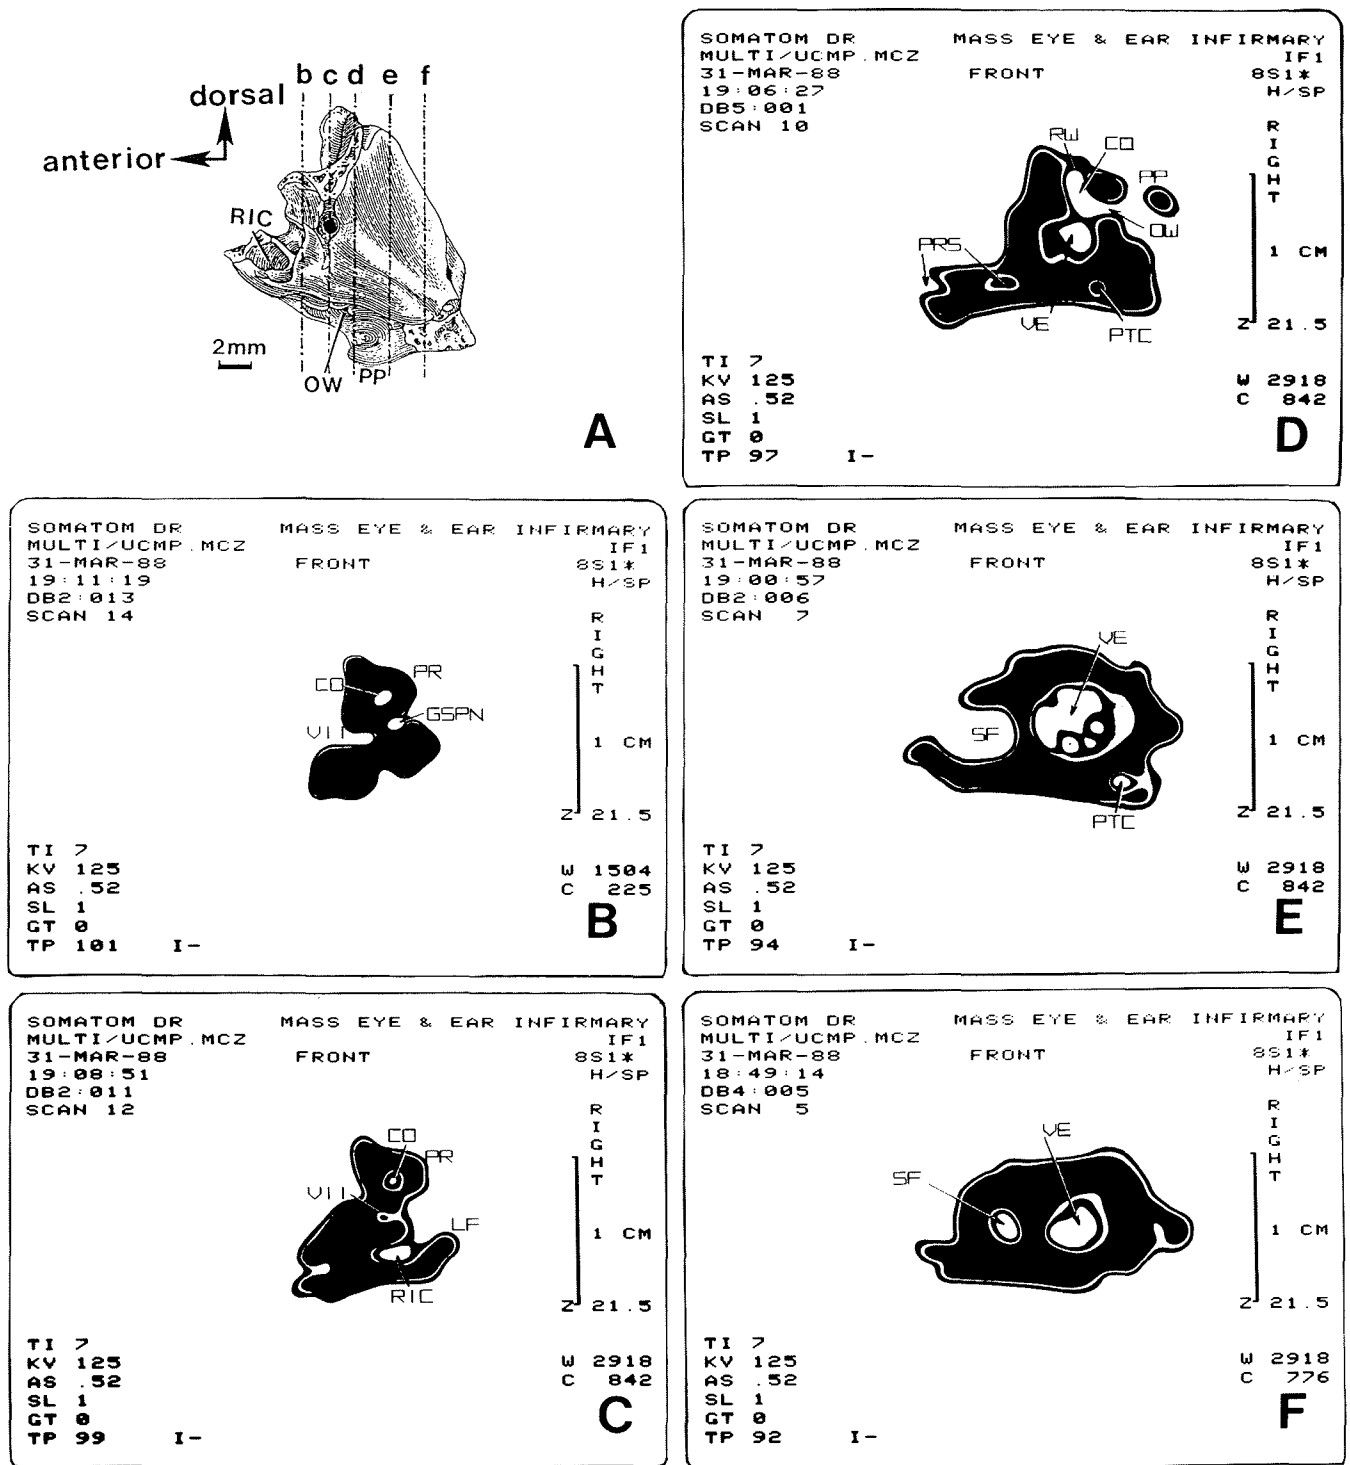 b c d e f
dorsal
anterior
RIC
2mm
OW
PP
A
SOMATOM DR MASS EYE & EAR INFIRMARY
MULTI/UCMP.MCZ IF1
31-MAR-88 FRONT 8S1*
19:06:27 H/SP
DB5:001
SCAN 10
RIGHT
RW
CO
PP
OW
PRS
1 CM
VE
PTC
Z 21.5
TI 7
KV 125 W 2918
AS .52 C 842
SL 1
GT 0
TP 97 I-
D
SOMATOM DR MASS EYE & EAR INFIRMARY
MULTI/UCMP.MCZ IF1
31-MAR-88 FRONT 8S1*
19:11:19 H/SP
DB2:013
SCAN 14
RIGHT
PR
CO
GSPN
VII
1 CM
Z 21.5
TI 7
KV 125 W 1504
AS .52 C 225
SL 1
GT 0
TP 101 I-
B
SOMATOM DR MASS EYE & EAR INFIRMARY
MULTI/UCMP.MCZ IF1
31-MAR-88 FRONT 8S1*
19:00:57 H/SP
DB2:006
SCAN 7
RIGHT
VE
SF
1 CM
PTC
Z 21.5
TI 7
KV 125 W 2918
AS .52 C 842
SL 1
GT 0
TP 94 I-
E
SOMATOM DR MASS EYE & EAR INFIRMARY
MULTI/UCMP.MCZ IF1
31-MAR-88 FRONT 8S1*
19:08:51 H/SP
DB2:011
SCAN 12
RIGHT
CO
PR
VII
LF
1 CM
RIC
Z 21.5
TI 7
KV 125 W 2918
AS .52 C 842
SL 1
GT 0
TP 99 I-
C
SOMATOM DR MASS EYE & EAR INFIRMARY
MULTI/UCMP.MCZ IF1
31-MAR-88 FRONT 8S1*
18:49:14 H/SP
DB4:005
SCAN 5
RIGHT
VE
SF
1 CM
Z 21.5
TI 7
KV 125 W 2918
AS .52 C 776
SL 1
GT 0
TP 92 I-
F